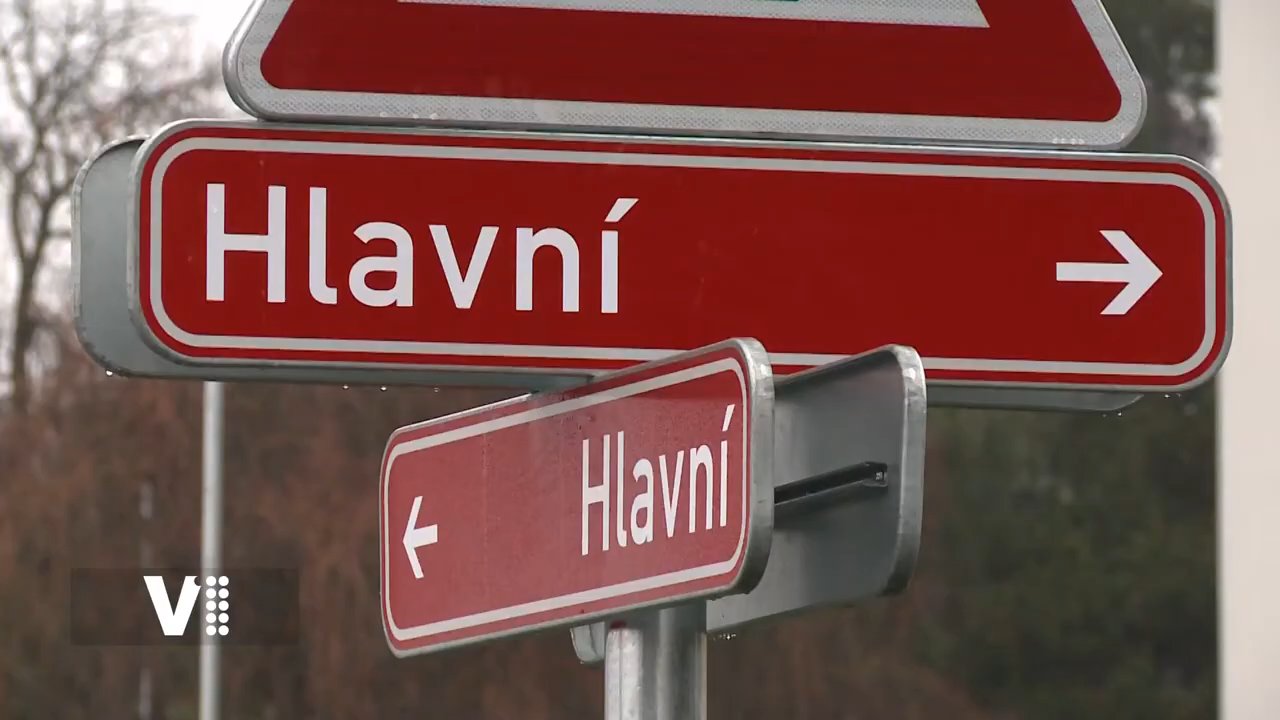 Hlavní →
← Hlavní
V